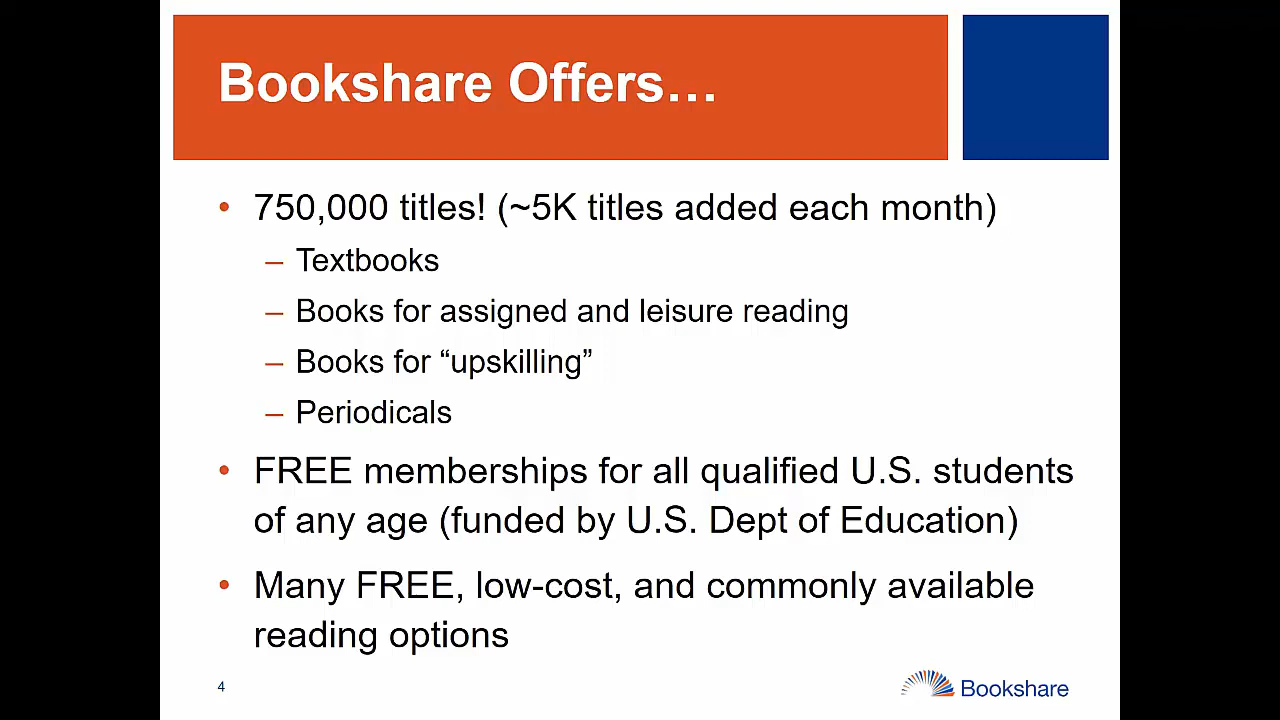 Bookshare Offers…
• 750,000 titles! (~5K titles added each month)
– Textbooks
– Books for assigned and leisure reading
– Books for “upskilling”
– Periodicals
• FREE memberships for all qualified U.S. students
of any age (funded by U.S. Dept of Education)
• Many FREE, low-cost, and commonly available
reading options
4
Bookshare